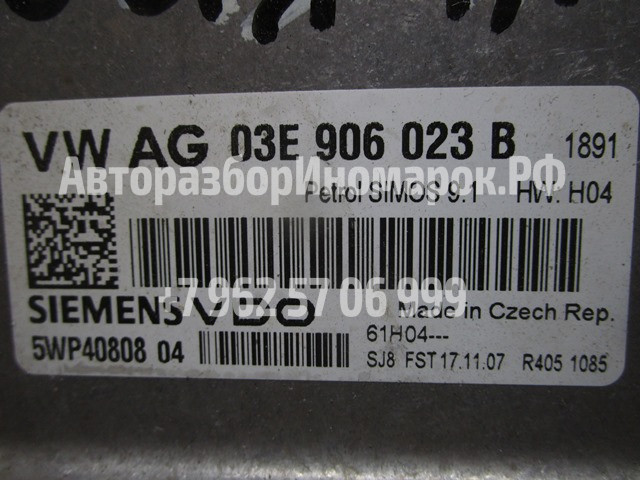 VW AG 03E 906 023 B 1891
АвторазборИномарок.РФ
Petrol SIMOS 9.1 HW: H04
+7 962 57 06 999
SIEMENS VDO Made in Czech Rep.
61H04---
5WP40808 04 SJ8 FST 17.11.07 R405 1085